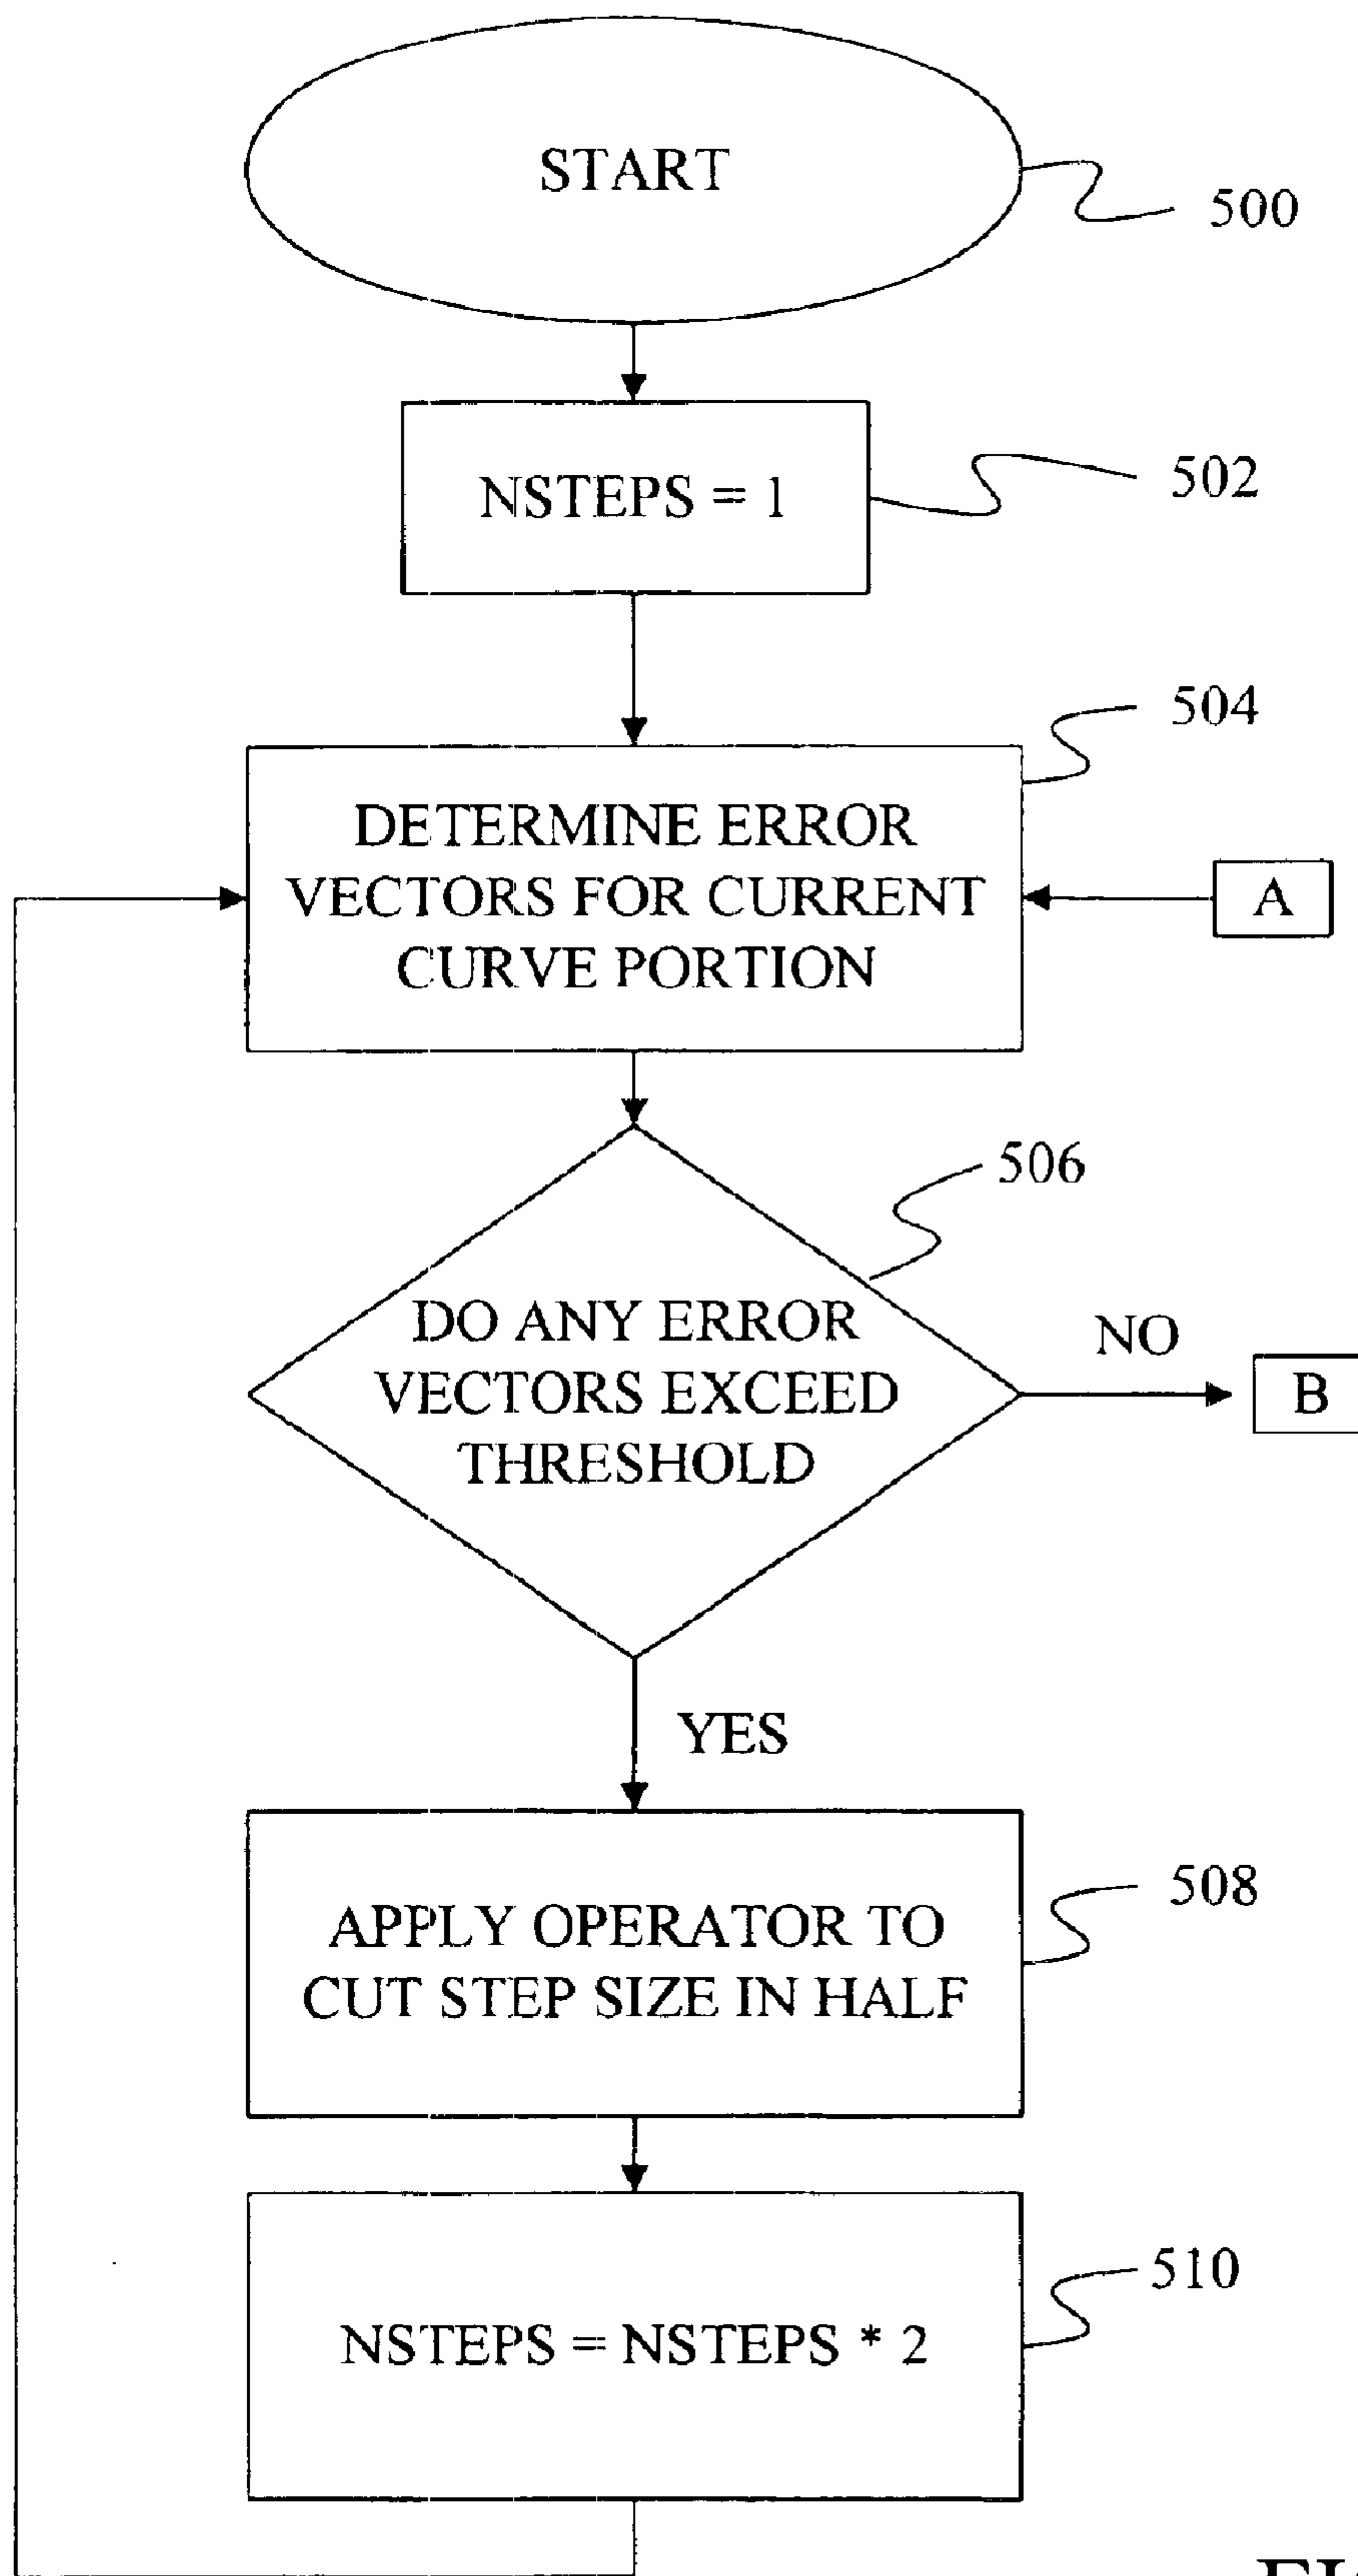 START
500
NSTEPS = 1
502
504
DETERMINE ERROR
VECTORS FOR CURRENT
CURVE PORTION
A
506
DO ANY ERROR
VECTORS EXCEED
THRESHOLD
NO
B
YES
508
APPLY OPERATOR TO
CUT STEP SIZE IN HALF
510
NSTEPS = NSTEPS * 2